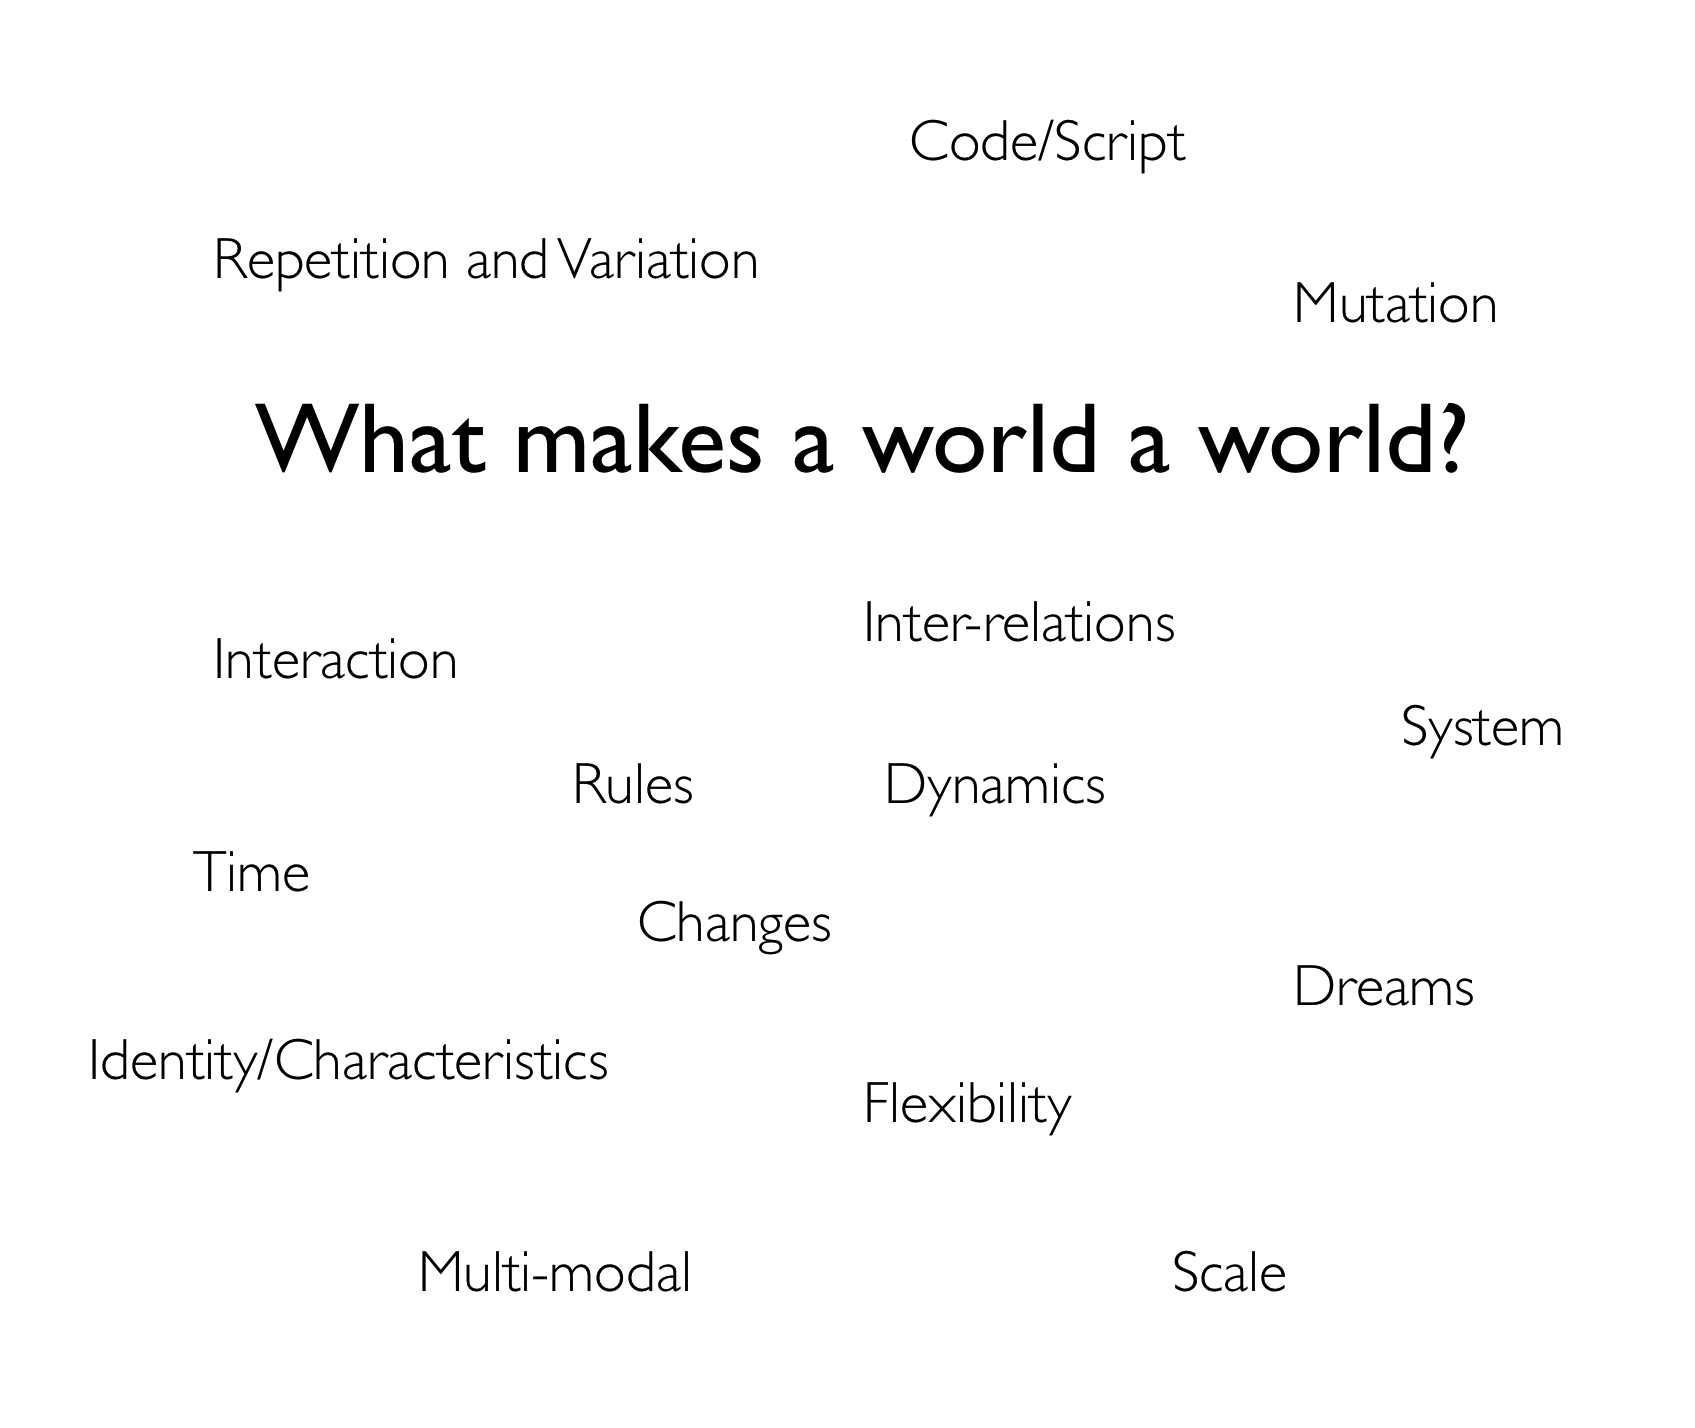 Code/Script
Repetition and Variation
Mutation
What makes a world a world?
Inter-relations
Interaction
System
Rules
Dynamics
Time
Changes
Dreams
Identity/Characteristics
Flexibility
Multi-modal
Scale